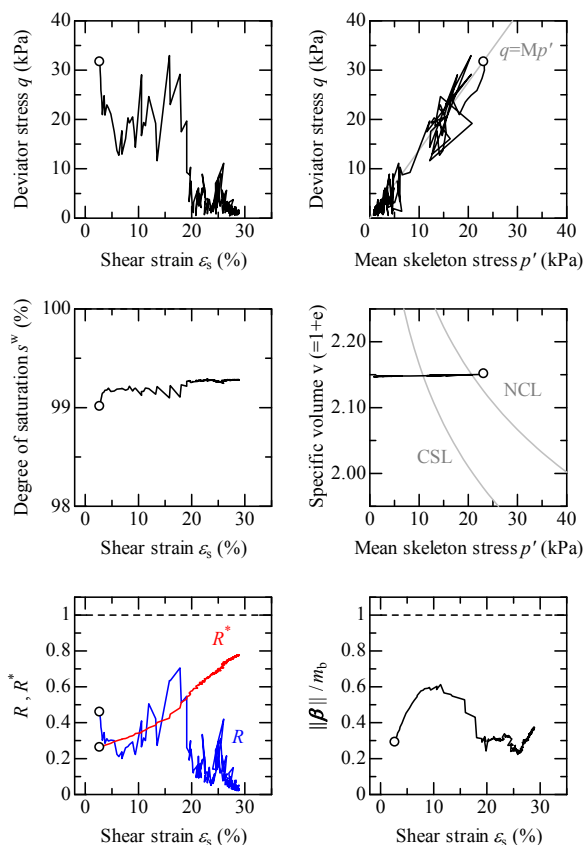 Deviator stress q (kPa)
40
30
20
10
0
0 10 20 30 40
Shear strain εs (%)
Deviator stress q (kPa)
40
30
20
10
0
q=Mp′
0 10 20 30 40
Mean skeleton stress p′ (kPa)
Degree of saturation sʷ (%)
100
99
98
0 10 20 30 40
Shear strain εs (%)
Specific volume v (=1+e)
2.20
2.10
2.00
NCL
CSL
0 10 20 30 40
Mean skeleton stress p′ (kPa)
R , R*
1
0.8
0.6
0.4
0.2
0
R*
R
0 10 20 30 40
Shear strain εs (%)
||β|| / mb
1
0.8
0.6
0.4
0.2
0
0 10 20 30 40
Shear strain εs (%)